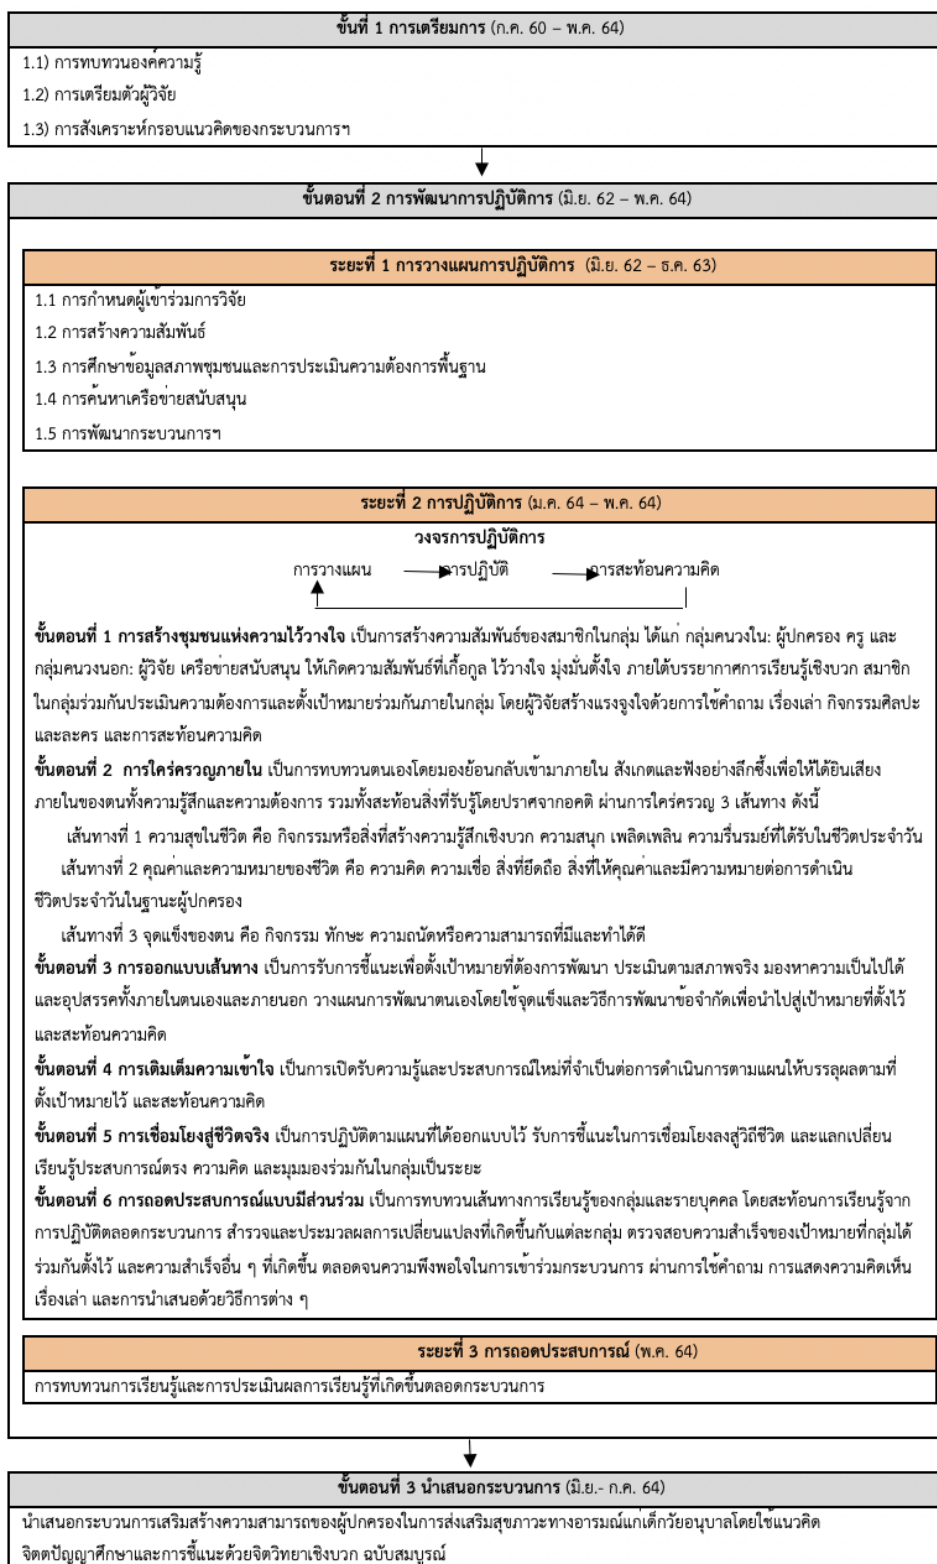 ขั้นที่ 1 การเตรียมการ (ก.ค. 60 – พ.ค. 64)
1.1) การทบทวนองค์ความรู้
1.2) การเตรียมตัวผู้วิจัย
1.3) การสังเคราะห์กรอบแนวคิดของกระบวนการฯ
ขั้นตอนที่ 2 การพัฒนาการปฏิบัติการ (มิ.ย. 62 – พ.ค. 64)
ระยะที่ 1 การวางแผนการปฏิบัติการ (มิ.ย. 62 – ธ.ค. 63)
1.1 การกำหนดผู้เข้าร่วมการวิจัย
1.2 การสร้างความสัมพันธ์
1.3 การศึกษาข้อมูลสภาพชุมชนและการประเมินความต้องการพื้นฐาน
1.4 การค้นหาเครือข่ายสนับสนุน
1.5 การพัฒนากระบวนการฯ
ระยะที่ 2 การปฏิบัติการ (ม.ค. 64 – พ.ค. 64)
วงจรการปฏิบัติการ
การวางแผน การปฏิบัติ การสะท้อนความคิด
ขั้นตอนที่ 1 การสร้างชุมชนแห่งความไว้วางใจ เป็นการสร้างความสัมพันธ์ของสมาชิกในกลุ่ม ได้แก่ กลุ่มคนวงใน: ผู้ปกครอง ครู และ
กลุ่มคนวงนอก: ผู้วิจัย เครือข่ายสนับสนุน ให้เกิดความสัมพันธ์ที่เกื้อกูล ไว้วางใจ มุ่งมั่นตั้งใจ ภายใต้บรรยากาศการเรียนรู้เชิงบวก สมาชิก
ในกลุ่มร่วมกันประเมินความต้องการและตั้งเป้าหมายร่วมกันภายในกลุ่ม โดยผู้วิจัยสร้างแรงจูงใจด้วยการใช้คำถาม เรื่องเล่า กิจกรรมศิลปะ
และละคร และการสะท้อนความคิด
ขั้นตอนที่ 2 การใคร่ครวญภายใน เป็นการทบทวนตนเองโดยมองย้อนกลับเข้ามาภายใน สังเกตและฟังอย่างลึกซึ้งเพื่อให้ได้ยินเสียง
ภายในของตนทั้งความรู้สึกและความต้องการ รวมทั้งสะท้อนสิ่งที่รับรู้โดยปราศจากอคติ ผ่านการใคร่ครวญ 3 เส้นทาง ดังนี้
เส้นทางที่ 1 ความสุขในชีวิต คือ กิจกรรมหรือสิ่งที่สร้างความรู้สึกเชิงบวก ความสนุก เพลิดเพลิน ความรื่นรมย์ที่ได้รับในชีวิตประจำวัน
เส้นทางที่ 2 คุณค่าและความหมายของชีวิต คือ ความคิด ความเชื่อ สิ่งที่ยึดถือ สิ่งที่ให้คุณค่าและมีความหมายต่อการดำเนิน
ชีวิตประจำวันในฐานะผู้ปกครอง
เส้นทางที่ 3 จุดแข็งของตน คือ กิจกรรม ทักษะ ความถนัดหรือความสามารถที่มีและทำได้ดี
ขั้นตอนที่ 3 การออกแบบเส้นทาง เป็นการรับการชี้แนะเพื่อตั้งเป้าหมายที่ต้องการพัฒนา ประเมินตามสภาพจริง มองหาความเป็นไปได้
และอุปสรรคทั้งภายในตนเองและภายนอก วางแผนการพัฒนาตนเองโดยใช้จุดแข็งและวิธีการพัฒนาข้อจำกัดเพื่อนำไปสู่เป้าหมายที่ตั้งไว้
และสะท้อนความคิด
ขั้นตอนที่ 4 การเติมเต็มความเข้าใจ เป็นการเปิดรับความรู้และประสบการณ์ใหม่ที่จำเป็นต่อการดำเนินการตามแผนให้บรรลุผลตามที่
ตั้งเป้าหมายไว้ และสะท้อนความคิด
ขั้นตอนที่ 5 การเชื่อมโยงสู่ชีวิตจริง เป็นการปฏิบัติตามแผนที่ได้ออกแบบไว้ รับการชี้แนะในการเชื่อมโยงลงสู่วิถีชีวิต และแลกเปลี่ยน
เรียนรู้ประสบการณ์ตรง ความคิด และมุมมองร่วมกันในกลุ่มเป็นระยะ
ขั้นตอนที่ 6 การถอดประสบการณ์แบบมีส่วนร่วม เป็นการทบทวนเส้นทางการเรียนรู้ของกลุ่มและรายบุคคล โดยสะท้อนการเรียนรู้จาก
การปฏิบัติตลอดกระบวนการ สำรวจและประมวลผลการเปลี่ยนแปลงที่เกิดขึ้นกับแต่ละกลุ่ม ตรวจสอบความสำเร็จของเป้าหมายที่กลุ่มได้
ร่วมกันตั้งไว้ และความสำเร็จอื่น ๆ ที่เกิดขึ้น ตลอดจนความพึงพอใจในการเข้าร่วมกระบวนการ ผ่านการใช้คำถาม การแสดงความคิดเห็น
เรื่องเล่า และการนำเสนอด้วยวิธีการต่าง ๆ
ระยะที่ 3 การถอดประสบการณ์ (พ.ค. 64)
การทบทวนการเรียนรู้และการประเมินผลการเรียนรู้ที่เกิดขึ้นตลอดกระบวนการ
ขั้นตอนที่ 3 นำเสนอกระบวนการ (มิ.ย.- ก.ค. 64)
นำเสนอกระบวนการเสริมสร้างความสามารถของผู้ปกครองในการส่งเสริมสุขภาวะทางอารมณ์แก่เด็กวัยอนุบาลโดยใช้แนวคิด
จิตตปัญญาศึกษาและการชี้แนะด้วยจิตวิทยาเชิงบวก ฉบับสมบูรณ์